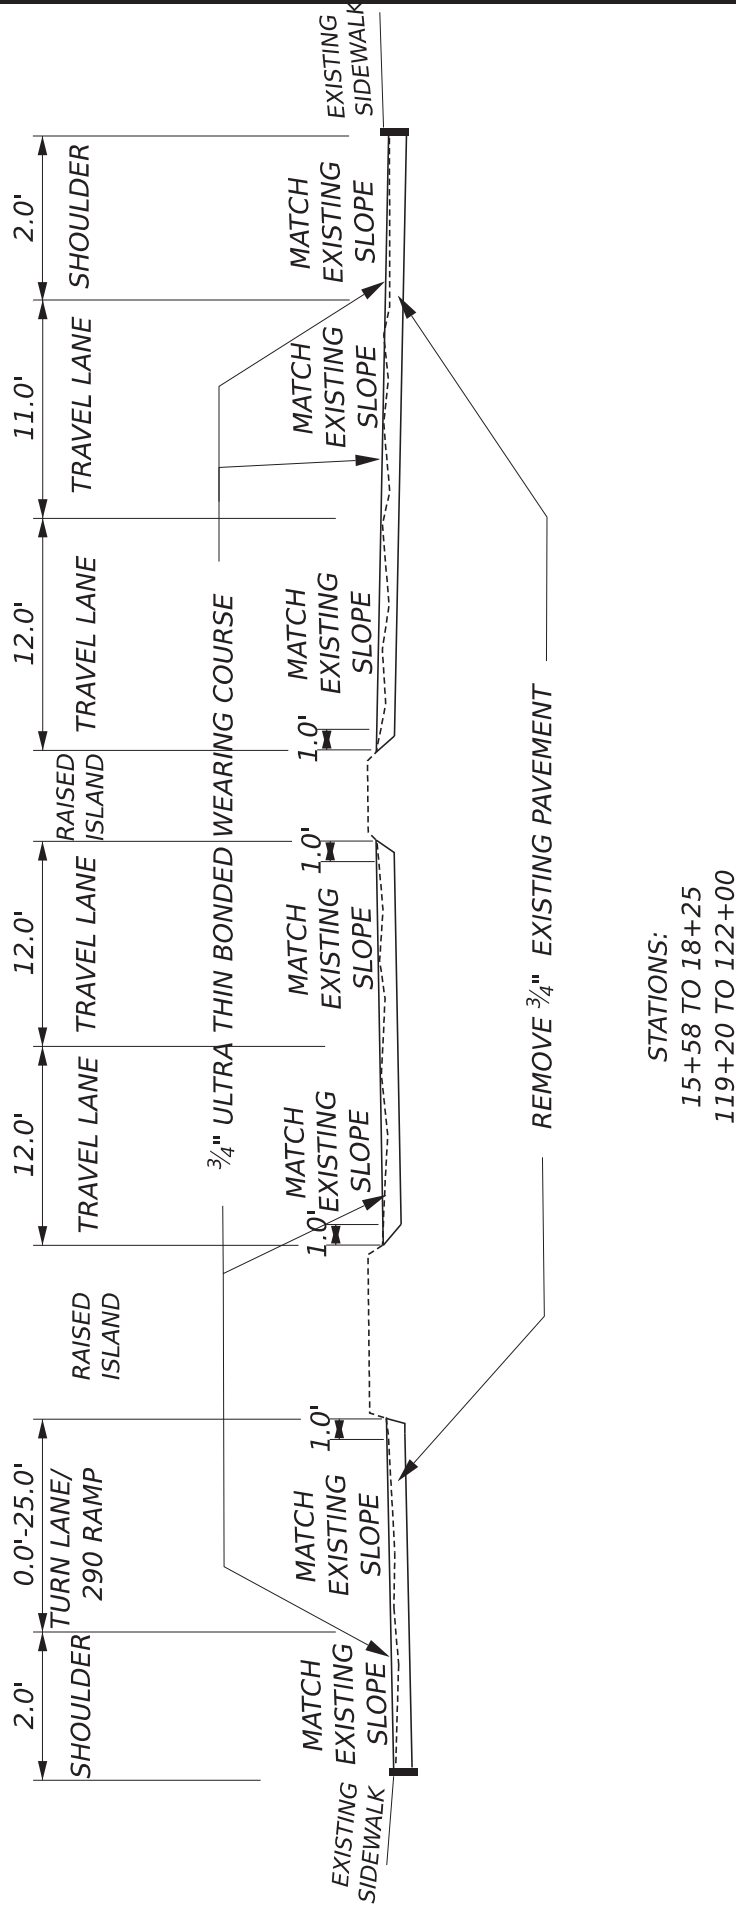 EXISTING
SIDEWALK
2.0'
SHOULDER
MATCH
EXISTING
SLOPE
0.0'-25.0'
TURN LANE/
290 RAMP
MATCH
EXISTING
SLOPE
1.0'
RAISED
ISLAND
12.0'
TRAVEL LANE
1.0'
MATCH
EXISTING
SLOPE
12.0'
TRAVEL LANE
MATCH
EXISTING
SLOPE
1.0'
RAISED
ISLAND
12.0'
TRAVEL LANE
1.0'
MATCH
EXISTING
SLOPE
11.0'
TRAVEL LANE
MATCH
EXISTING
SLOPE
2.0'
SHOULDER
MATCH
EXISTING
SLOPE
EXISTING
SIDEWALK
¾" ULTRA THIN BONDED WEARING COURSE
REMOVE ¾" EXISTING PAVEMENT
STATIONS:
15+58 TO 18+25
119+20 TO 122+00